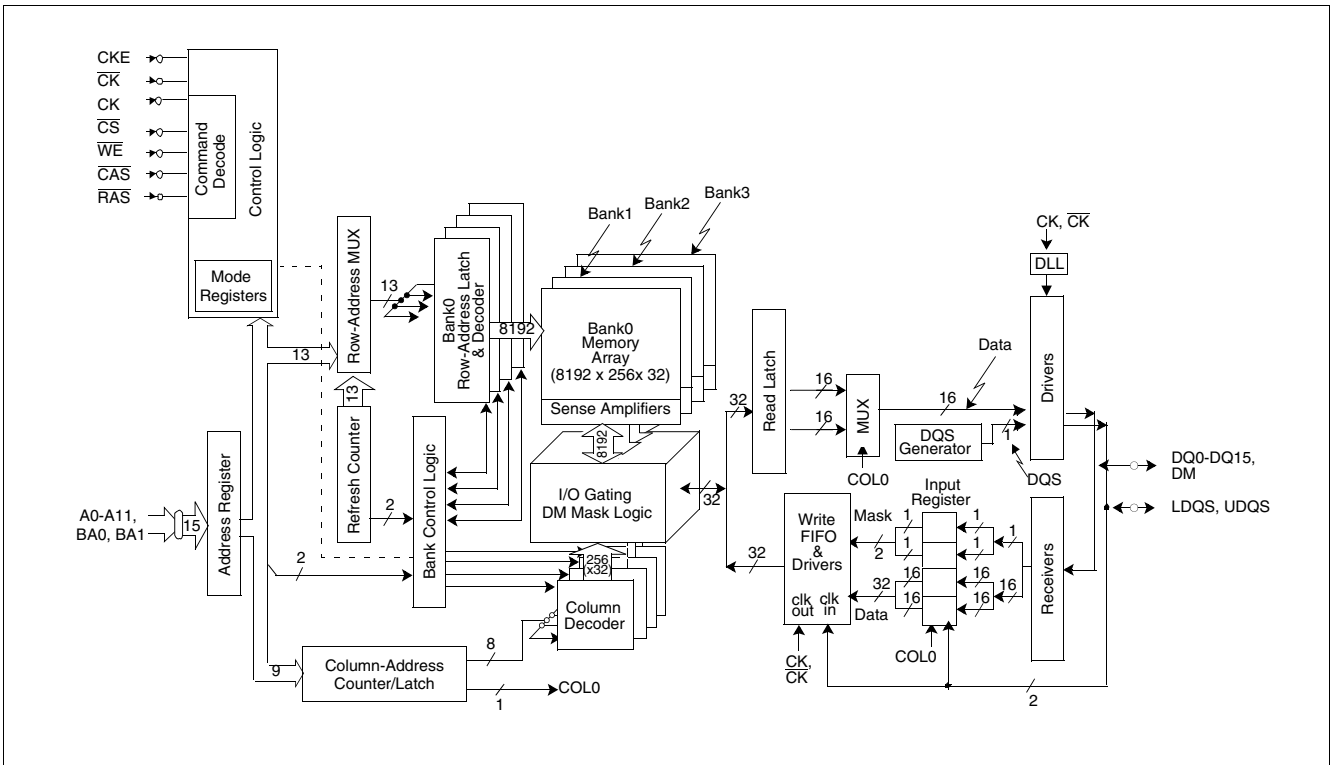 CKE
CK
CK
CS
WE
CAS
RAS
Command
Decode
Control Logic
Mode
Registers
Row-Address MUX
13
13
13
Refresh Counter
2
Bank0
Row-Address Latch
& Decoder
8192
Bank1
Bank2
Bank3
Bank0
Memory
Array
(8192 x 256x 32)
Sense Amplifiers
8192
I/O Gating
DM Mask Logic
Bank Control Logic
2
256
(x32)
Column
Decoder
A0-A11,
BA0, BA1
15
Address Register
9
Column-Address
Counter/Latch
8
1
COL0
32
32
32
Read Latch
16
16
MUX
COL0
16
Data
DQS
Generator
1
DQS
CK, CK
DLL
Drivers
DQ0-DQ15,
DM
LDQS, UDQS
Input
Register
Write
FIFO
&
Drivers
clk
out
clk
in
Mask
2
32
Data
1
1
16
16
1
1
16
16
1
16
Receivers
CK,
CK
COL0
2